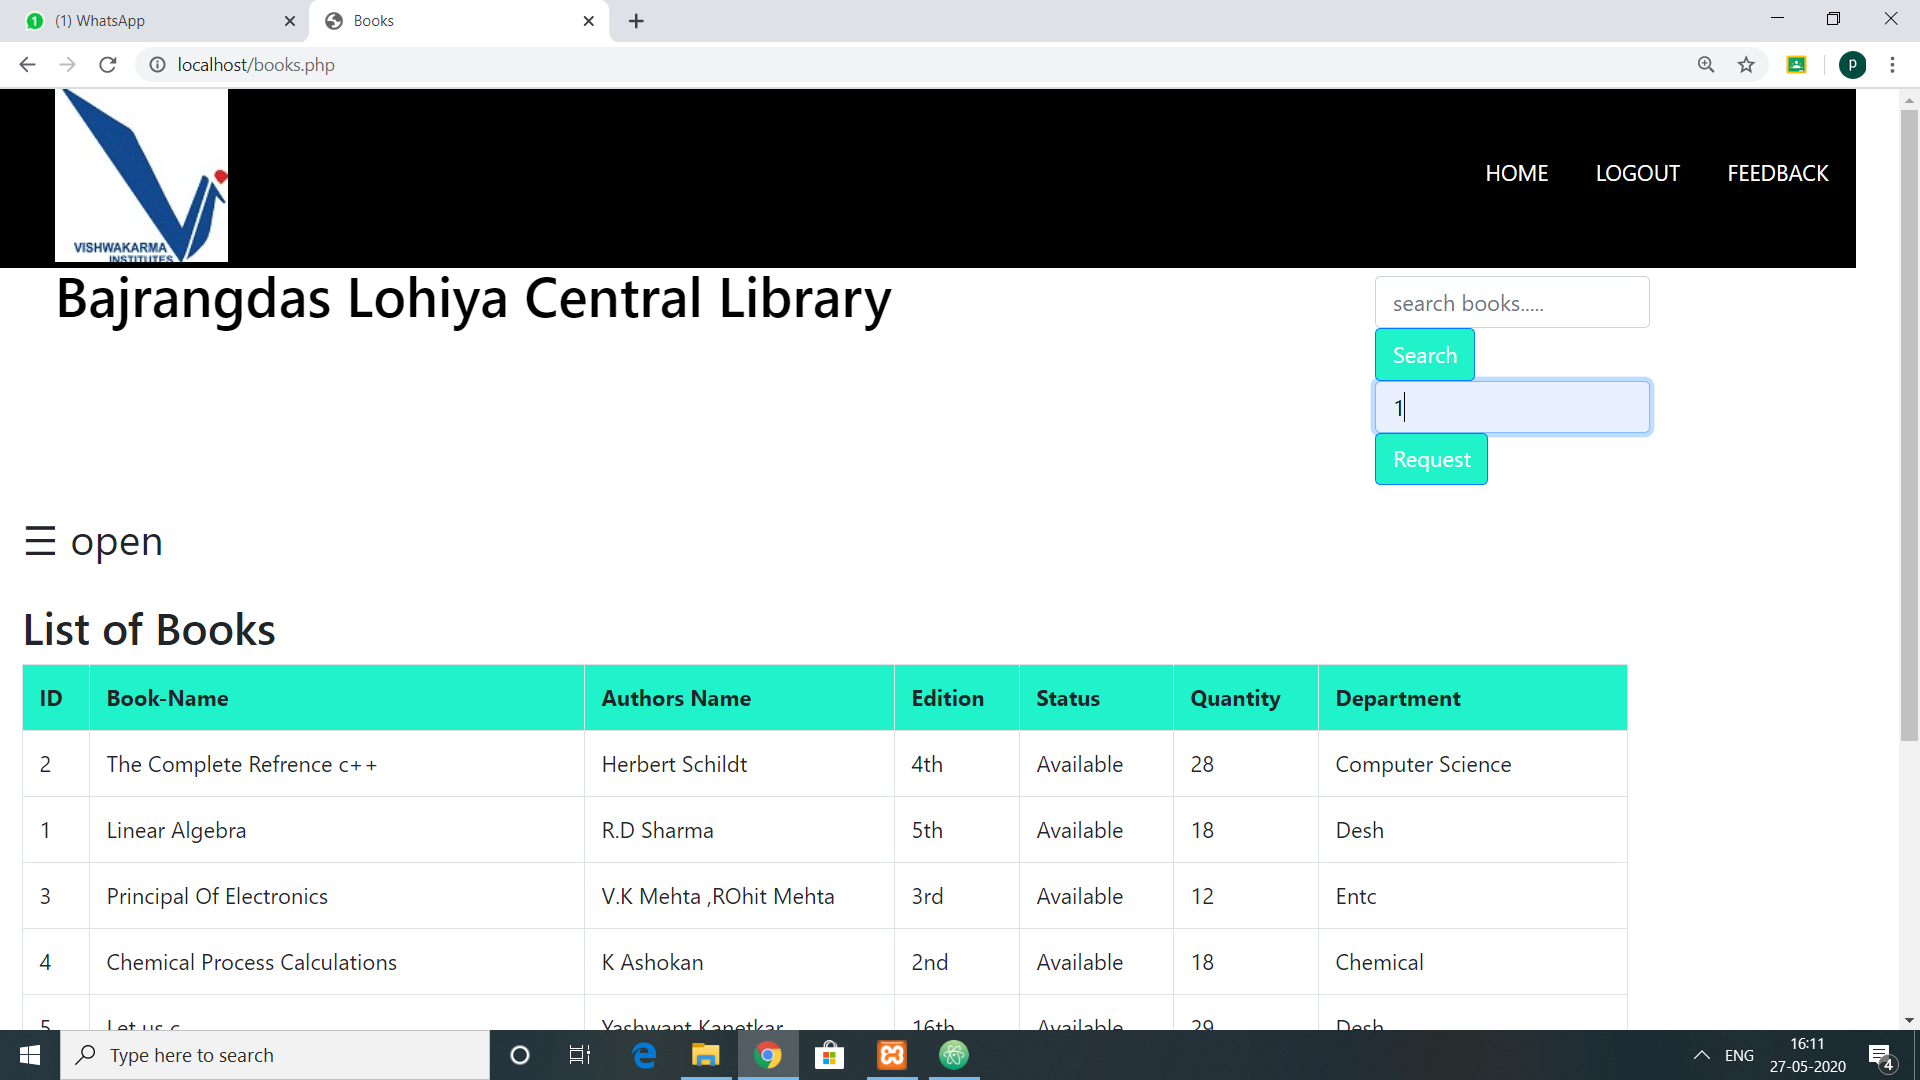 (1) WhatsApp
Books
localhost/books.php
P
VISHWAKARMA
INSTITUTES
HOME LOGOUT FEEDBACK
Bajrangdas Lohiya Central Library
search books.....
Search
1
Request
☰ open
List of Books
ID Book-Name Authors Name Edition Status Quantity Department
2 The Complete Refrence c++ Herbert Schildt 4th Available 28 Computer Science
1 Linear Algebra R.D Sharma 5th Available 18 Desh
3 Principal Of Electronics V.K Mehta ,ROhit Mehta 3rd Available 12 Entc
4 Chemical Process Calculations K Ashokan 2nd Available 18 Chemical
5 Let us c Yashwant Kanetkar 16th Available 29 Desh
Type here to search
ENG
16:11
27-05-2020
4